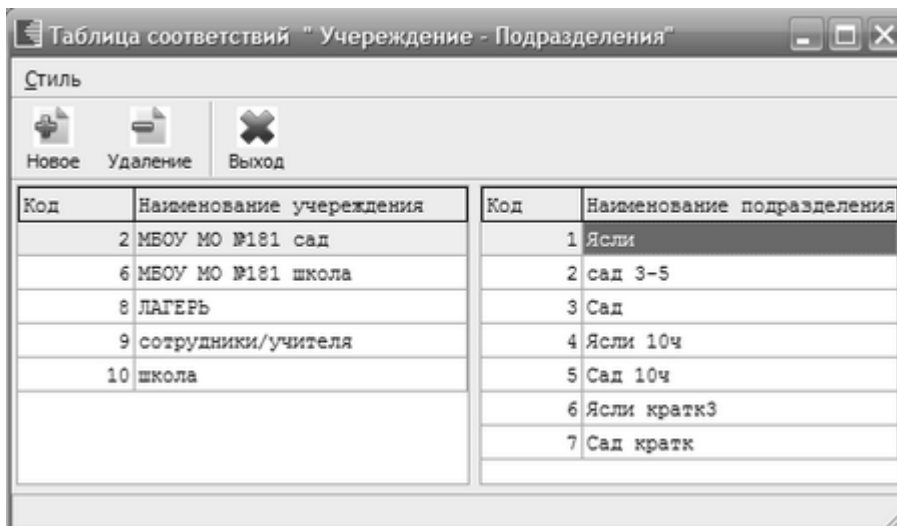 Таблица соответствий " Учереждение - Подразделения"
Стиль
Новое Удаление Выход
Код Наименование учереждения
2 МБОУ МО №181 сад
6 МБОУ МО №181 школа
8 ЛАГЕРЬ
9 сотрудники/учителя
10 школа
Код Наименование подразделения
1 Ясли
2 сад 3-5
3 Сад
4 Ясли 10ч
5 Сад 10ч
6 Ясли кратк3
7 Сад кратк